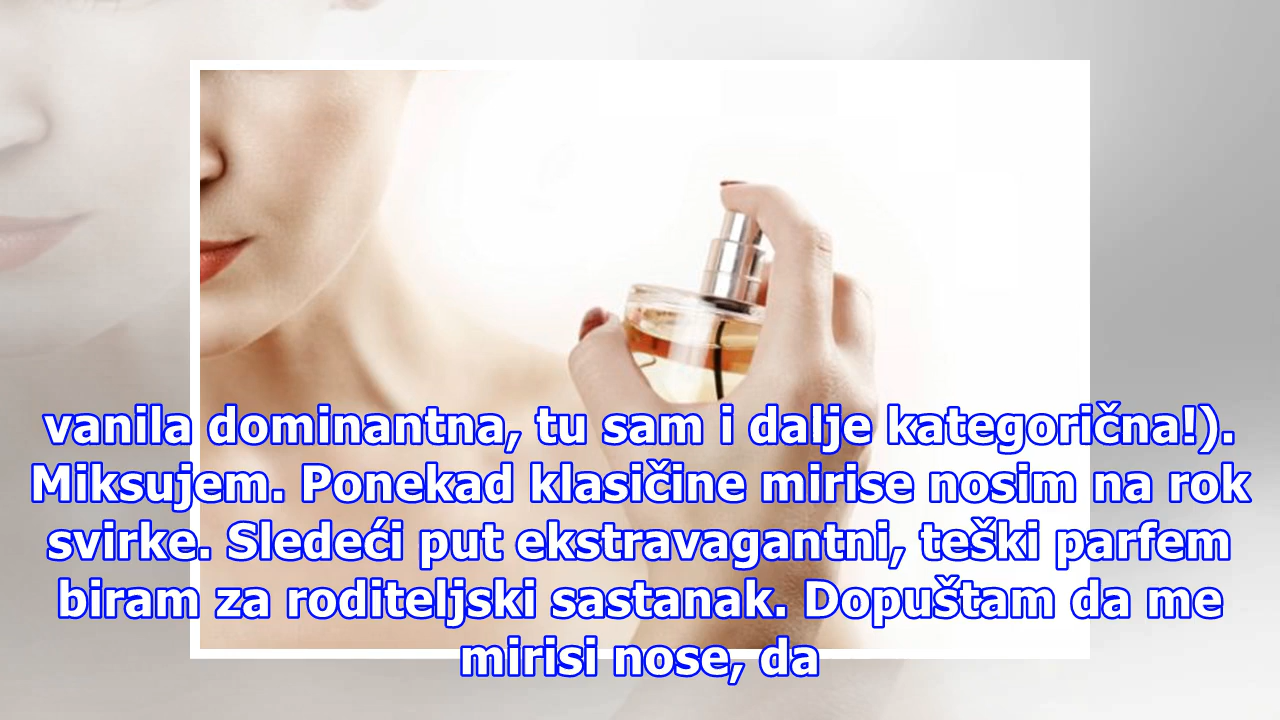 vanila dominantna, tu sam i dalje kategorična!).
Miksujem. Ponekad klasičine mirise nosim na rok
svirke. Sledeći put ekstravagantni, teški parfem
biram za roditeljski sastanak. Dopuštam da me
mirisi nose, da